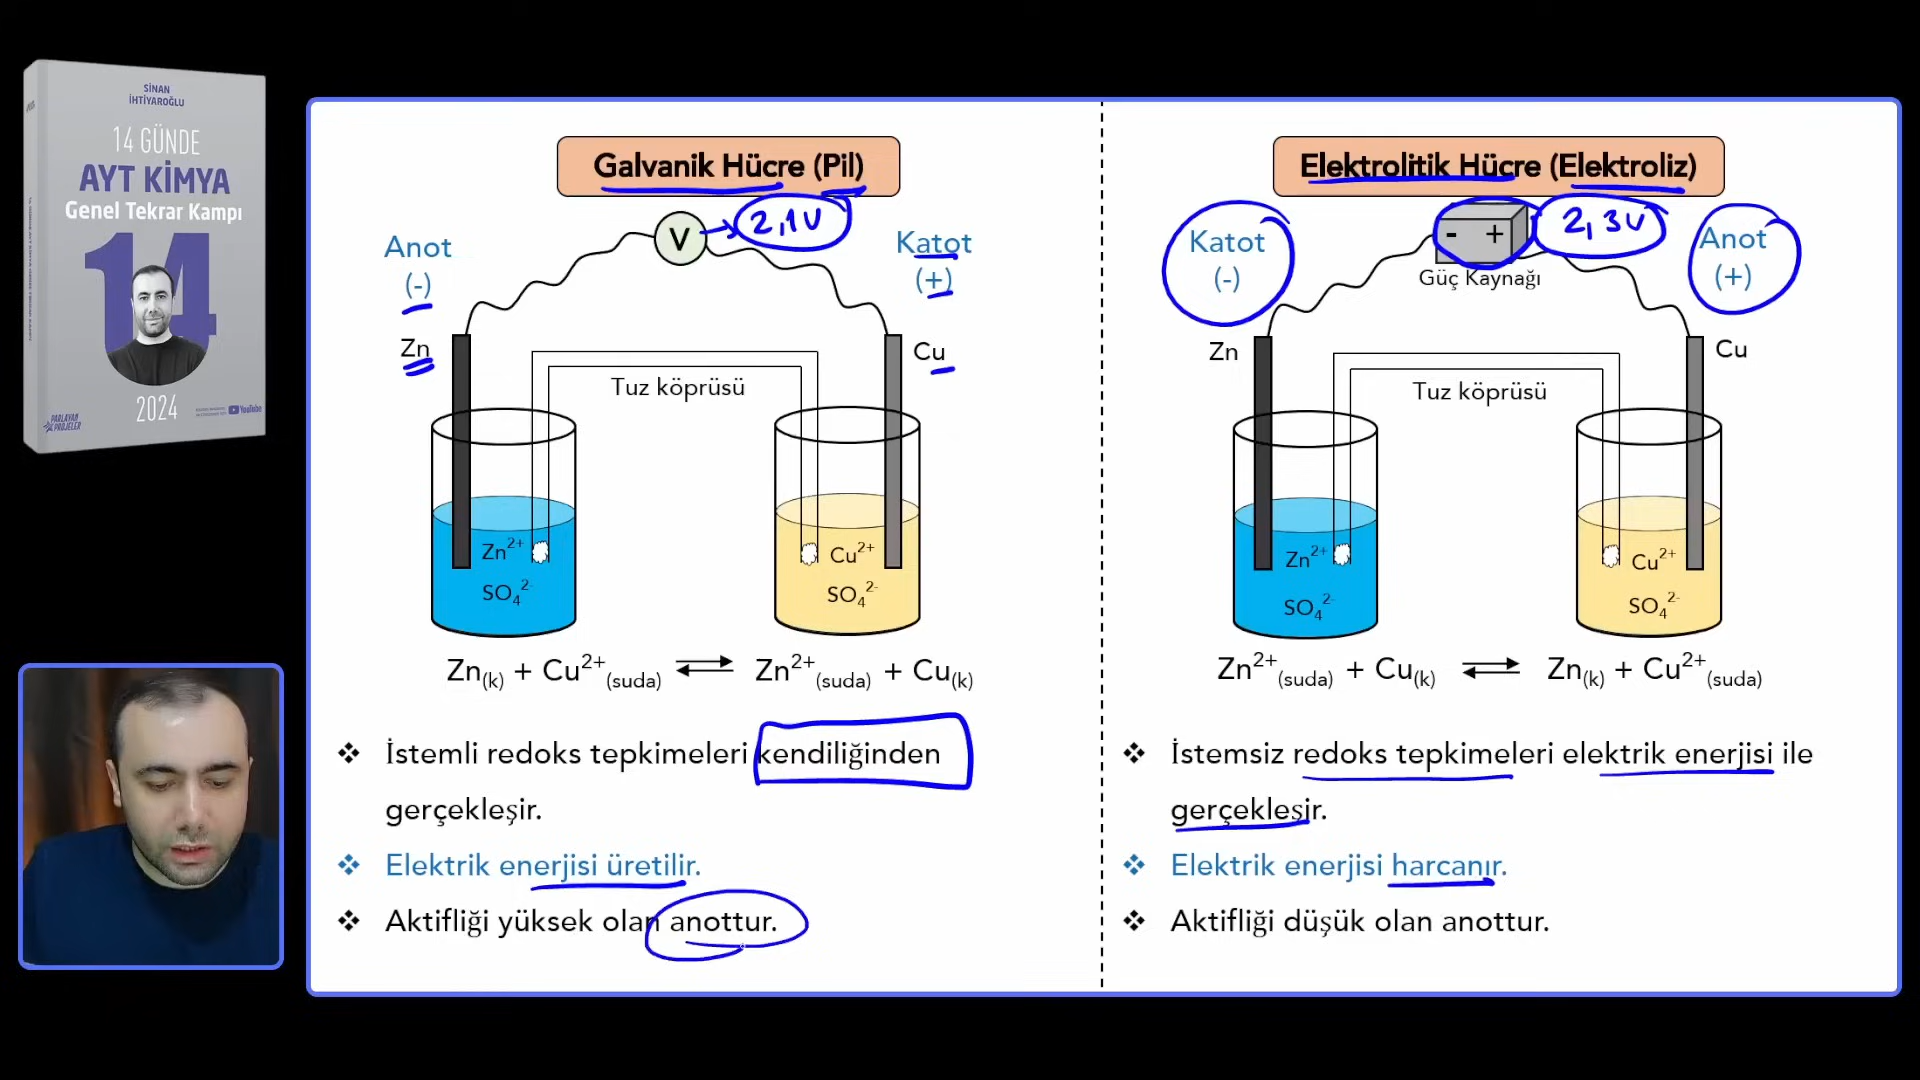 SİNAN
İHTİYAROĞLU
14 GÜNDE
AYT KİMYA
Genel Tekrar Kampı
14
2024
PARLAYAN
PROJELER
YouTube
Galvanik Hücre (Pil)
2,1V
V
Anot
(-)
Katot
(+)
Zn
Cu
Tuz köprüsü
Zn²⁺
SO₄²⁻
Cu²⁺
SO₄²⁻
Zn(k) + Cu²⁺(suda) ⇌ Zn²⁺(suda) + Cu(k)
❖ İstemli redoks tepkimeleri kendiliğinden
gerçekleşir.
❖ Elektrik enerjisi üretilir.
❖ Aktifliği yüksek olan anottur.
Elektrolitik Hücre (Elektroliz)
2,3V
- +
Güç Kaynağı
Katot
(-)
Anot
(+)
Zn
Cu
Tuz köprüsü
Zn²⁺
SO₄²⁻
Cu²⁺
SO₄²⁻
Zn²⁺(suda) + Cu(k) ⇌ Zn(k) + Cu²⁺(suda)
❖ İstemsiz redoks tepkimeleri elektrik enerjisi ile
gerçekleşir.
❖ Elektrik enerjisi harcanır.
❖ Aktifliği düşük olan anottur.